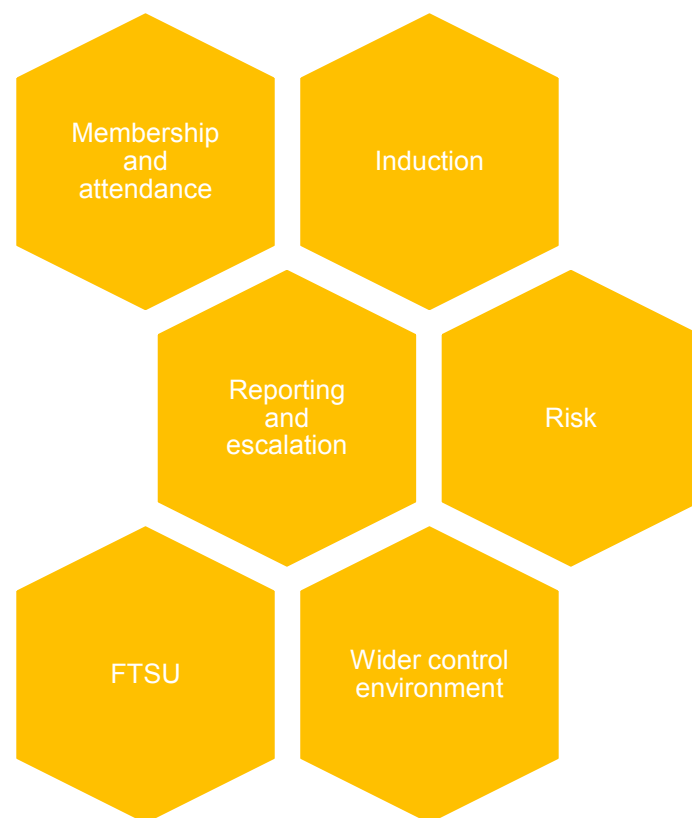 Membership
and
attendance
Induction
Reporting
and
escalation
Risk
FTSU
Wider control
environment